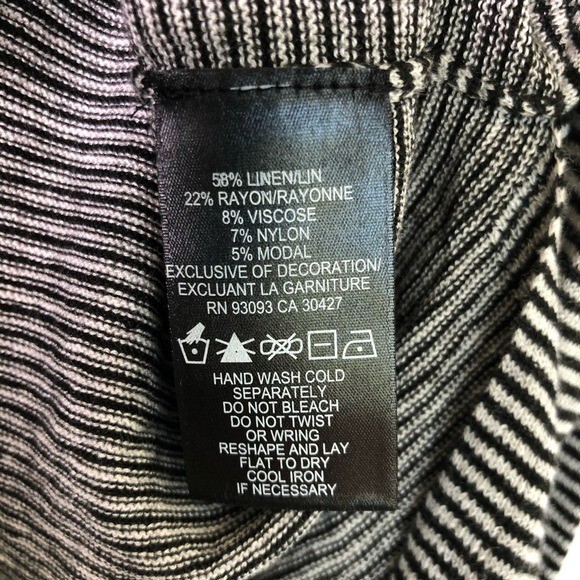 58% LINEN/LIN
22% RAYON/RAYONNE
8% VISCOSE
7% NYLON
5% MODAL
EXCLUSIVE OF DECORATION/
EXCLUANT LA GARNITURE
RN 93093 CA 30427
HAND WASH COLD
SEPARATELY
DO NOT BLEACH
DO NOT TWIST
OR WRING
RESHAPE AND LAY
FLAT TO DRY
COOL IRON
IF NECESSARY